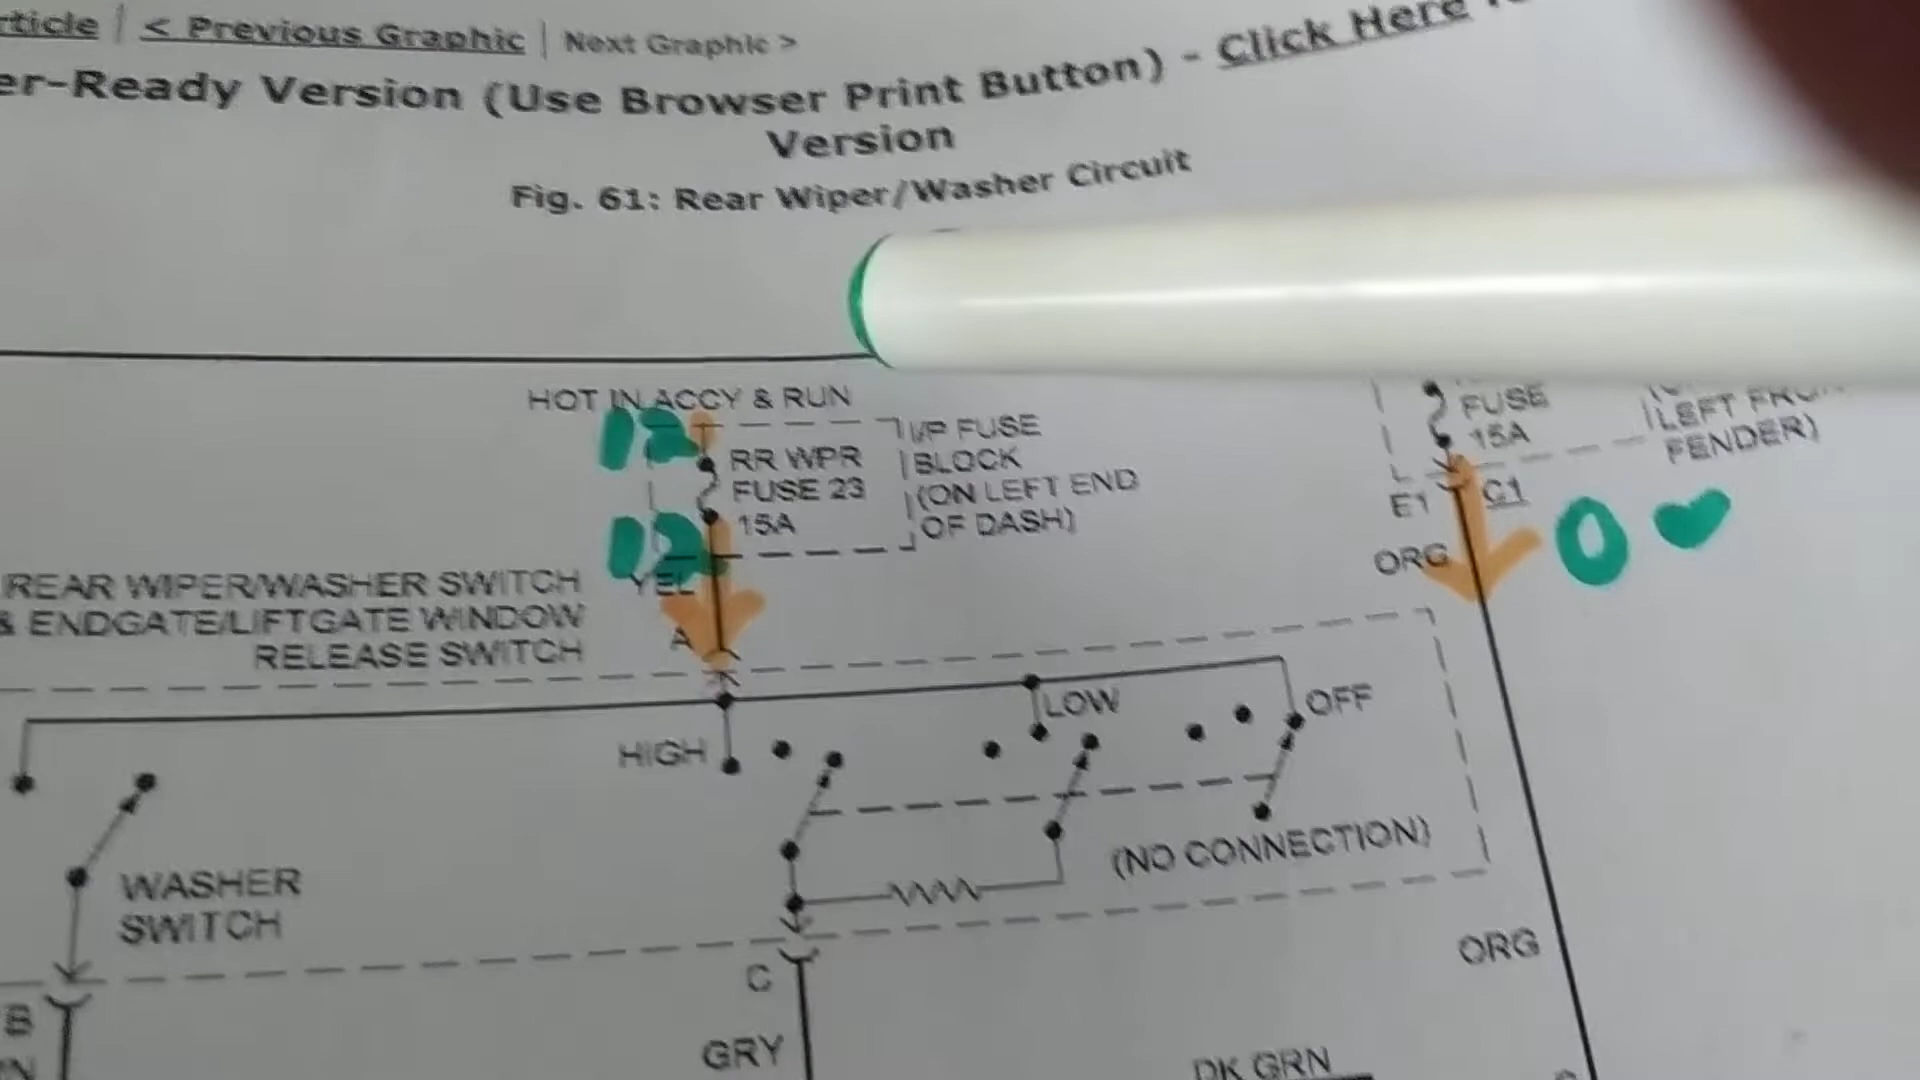 rticle | < Previous Graphic | Next Graphic >
er-Ready Version (Use Browser Print Button) - Click Here
Version
Fig. 61: Rear Wiper/Washer Circuit
HOT IN ACCY & RUN
12
RR WPR
FUSE 23
15A
I/P FUSE
BLOCK
(ON LEFT END
OF DASH)
12
YEL
A
FUSE
15A
LEFT FRO
FENDER)
E1
C1
ORG
0
REAR WIPER/WASHER SWITCH
& ENDGATE/LIFTGATE WINDOW
RELEASE SWITCH
HIGH
LOW
OFF
(NO CONNECTION)
WASHER
SWITCH
B
C
GRY
ORG
DK GRN